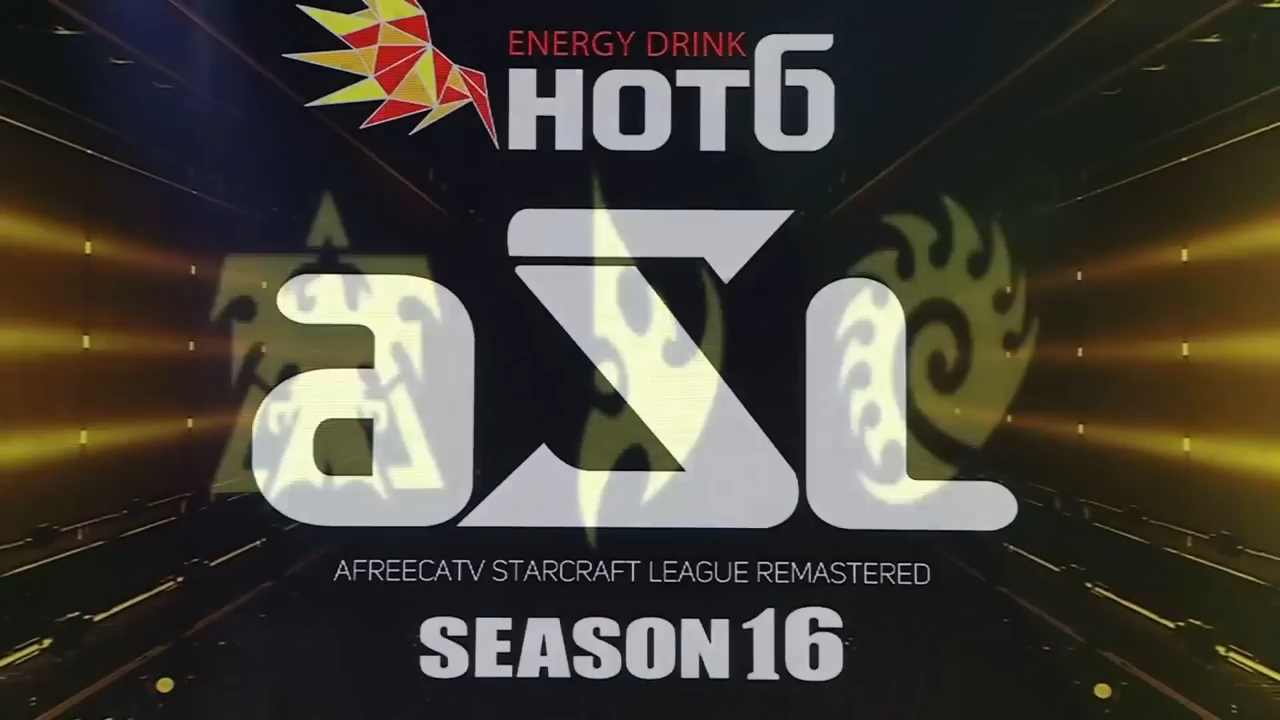 ENERGY DRINK
HOT6
aSL
AFREECATV STARCRAFT LEAGUE REMASTERED
SEASON 16